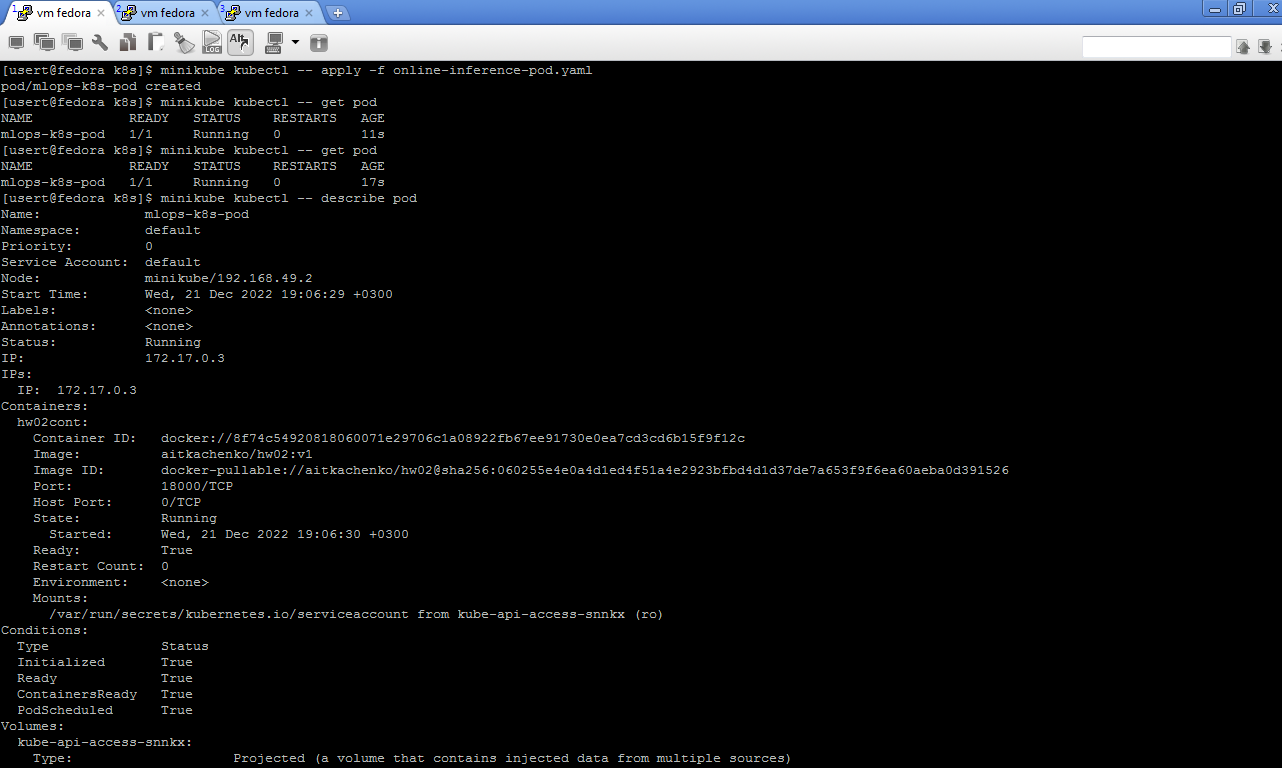 1 vm fedora × 2 vm fedora × 3 vm fedora ×
LOG Alt
[usert@fedora k8s]$ minikube kubectl -- apply -f online-inference-pod.yaml
pod/mlops-k8s-pod created
[usert@fedora k8s]$ minikube kubectl -- get pod
NAME            READY   STATUS    RESTARTS   AGE
mlops-k8s-pod   1/1     Running   0          11s
[usert@fedora k8s]$ minikube kubectl -- get pod
NAME            READY   STATUS    RESTARTS   AGE
mlops-k8s-pod   1/1     Running   0          17s
[usert@fedora k8s]$ minikube kubectl -- describe pod
Name:             mlops-k8s-pod
Namespace:        default
Priority:         0
Service Account:  default
Node:             minikube/192.168.49.2
Start Time:       Wed, 21 Dec 2022 19:06:29 +0300
Labels:           <none>
Annotations:      <none>
Status:           Running
IP:               172.17.0.3
IPs:
  IP:  172.17.0.3
Containers:
  hw02cont:
    Container ID:   docker://8f74c54920818060071e29706c1a08922fb67ee91730e0ea7cd3cd6b15f9f12c
    Image:          aitkachenko/hw02:v1
    Image ID:       docker-pullable://aitkachenko/hw02@sha256:060255e4e0a4d1ed4f51a4e2923bfbd4d1d37de7a653f9f6ea60aeba0d391526
    Port:           18000/TCP
    Host Port:      0/TCP
    State:          Running
      Started:      Wed, 21 Dec 2022 19:06:30 +0300
    Ready:          True
    Restart Count:  0
    Environment:    <none>
    Mounts:
      /var/run/secrets/kubernetes.io/serviceaccount from kube-api-access-snnkx (ro)
Conditions:
  Type              Status
  Initialized       True
  Ready             True
  ContainersReady   True
  PodScheduled      True
Volumes:
  kube-api-access-snnkx:
    Type:                    Projected (a volume that contains injected data from multiple sources)